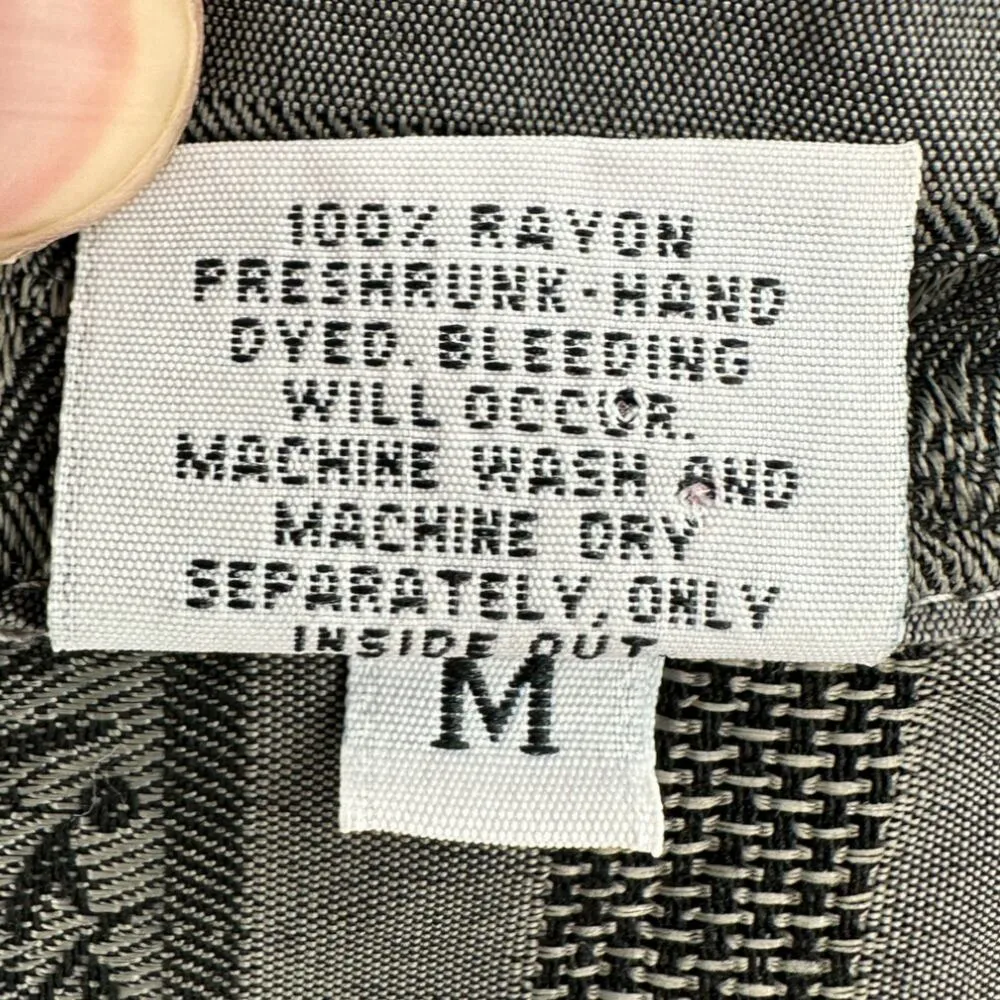 100% RAYON
PRESHRUNK-HAND
DYED. BLEEDING
WILL OCCUR.
MACHINE WASH AND
MACHINE DRY
SEPARATELY, ONLY
INSIDE OUT.
M